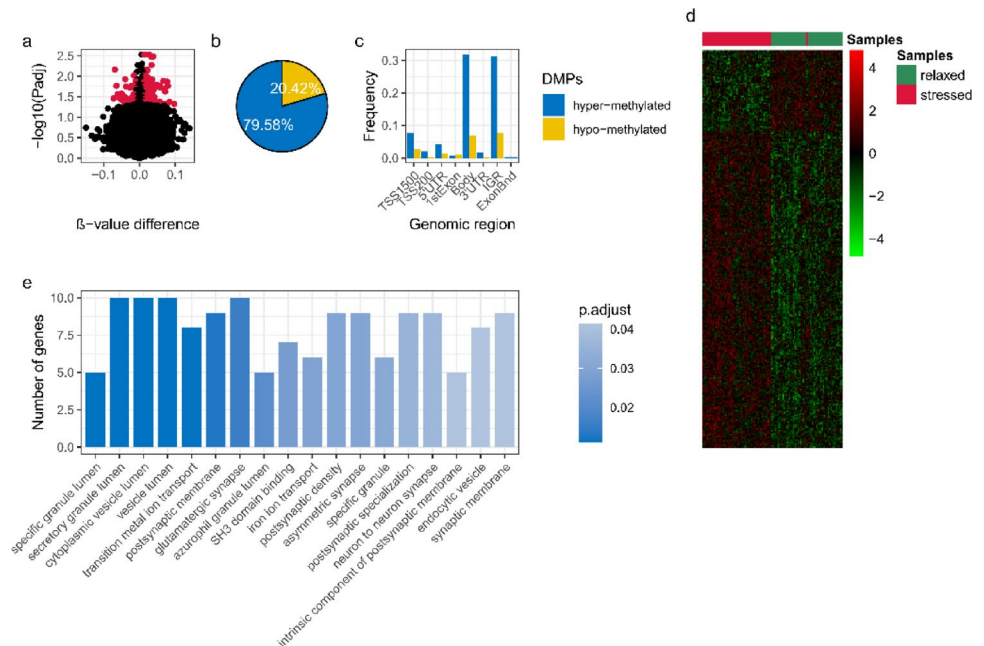 a
2.5
2.0
1.5
1.0
0.5
0.0
−log10(Padj)
−0.1
0.0
0.1
ß−value difference
b
20.42%
79.58%
c
0.3
0.2
0.1
0.0
Frequency
TSS1500
TSS200
5'UTR
1stExon
Body
3'UTR
IGR
ExonBnd
Genomic region
DMPs
hyper−methylated
hypo−methylated
d
Samples
4
2
0
−2
−4
Samples
relaxed
stressed
e
10.0
7.5
5.0
2.5
0.0
Number of genes
specific granule lumen
secretory granule lumen
cytoplasmic vesicle lumen
vesicle lumen
transition metal ion transport
postsynaptic membrane
glutamatergic synapse
azurophil granule lumen
SH3 domain binding
iron ion transport
postsynaptic density
asymmetric synapse
specific granule
postsynaptic specialization
neuron to neuron synapse
intrinsic component of postsynaptic membrane
endocytic vesicle
synaptic membrane
p.adjust
0.04
0.03
0.02